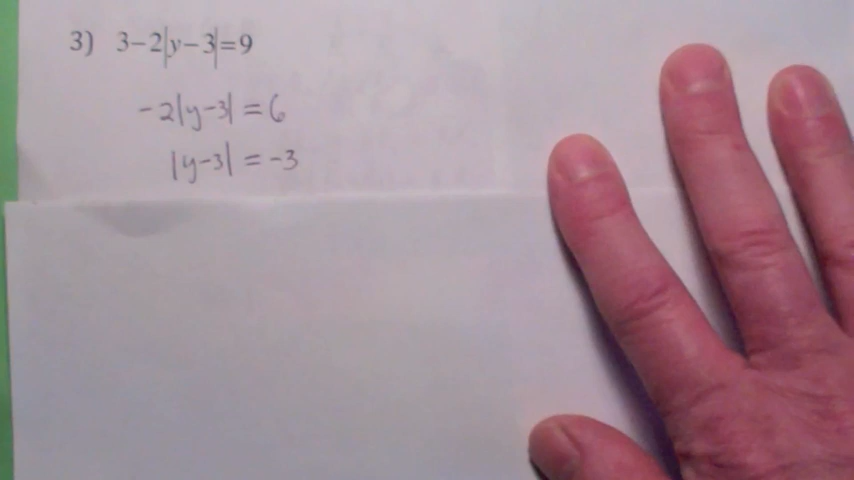 3) 3-2|y-3|=9
-2|y-3| = 6
|y-3| = -3